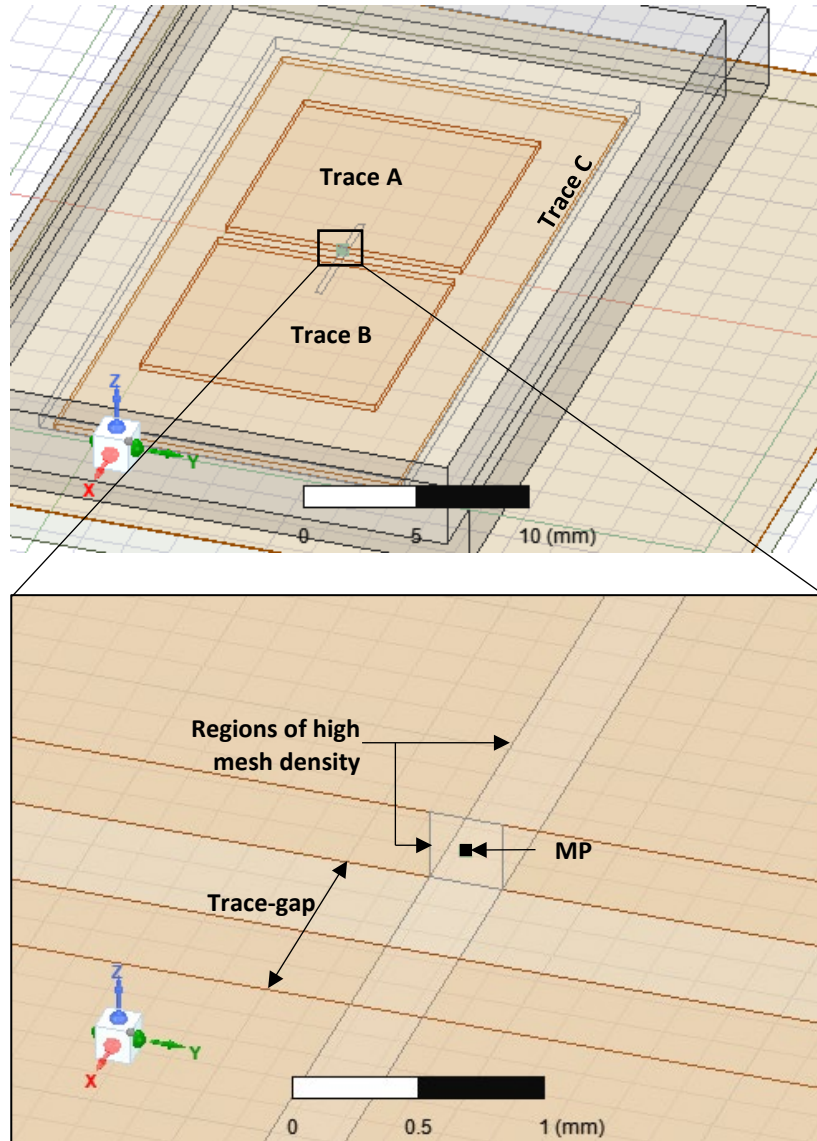 Trace A
Trace C
Trace B
Z
Y
X
0 5 10 (mm)
Regions of high
mesh density
MP
Trace-gap
Z
Y
X
0 0.5 1 (mm)